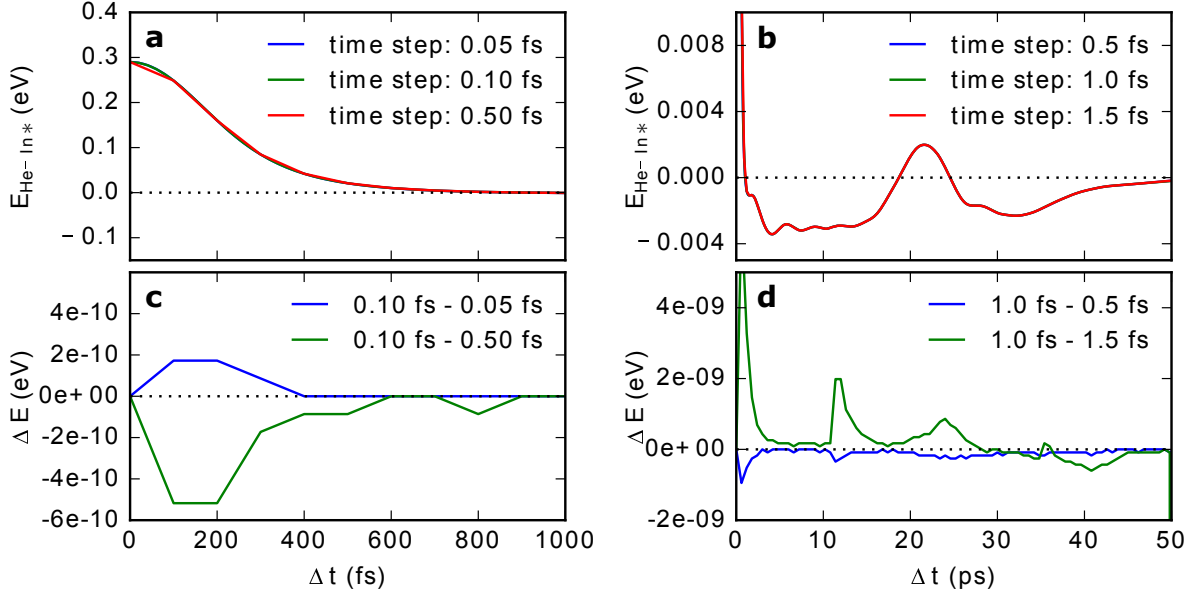 a
0.4
0.3
0.2
0.1
0.0
−0.1
E He− In* (eV)
time step: 0.05 fs
time step: 0.10 fs
time step: 0.50 fs
b
0.008
0.004
0.000
−0.004
E He− In* (eV)
time step: 0.5 fs
time step: 1.0 fs
time step: 1.5 fs
c
4e-10
2e-10
0e+00
-2e-10
-4e-10
-6e-10
Δ E (eV)
0.10 fs - 0.05 fs
0.10 fs - 0.50 fs
0 200 400 600 800 1000
Δ t (fs)
d
4e-09
2e-09
0e+00
-2e-09
Δ E (eV)
1.0 fs - 0.5 fs
1.0 fs - 1.5 fs
0 10 20 30 40 50
Δ t (ps)